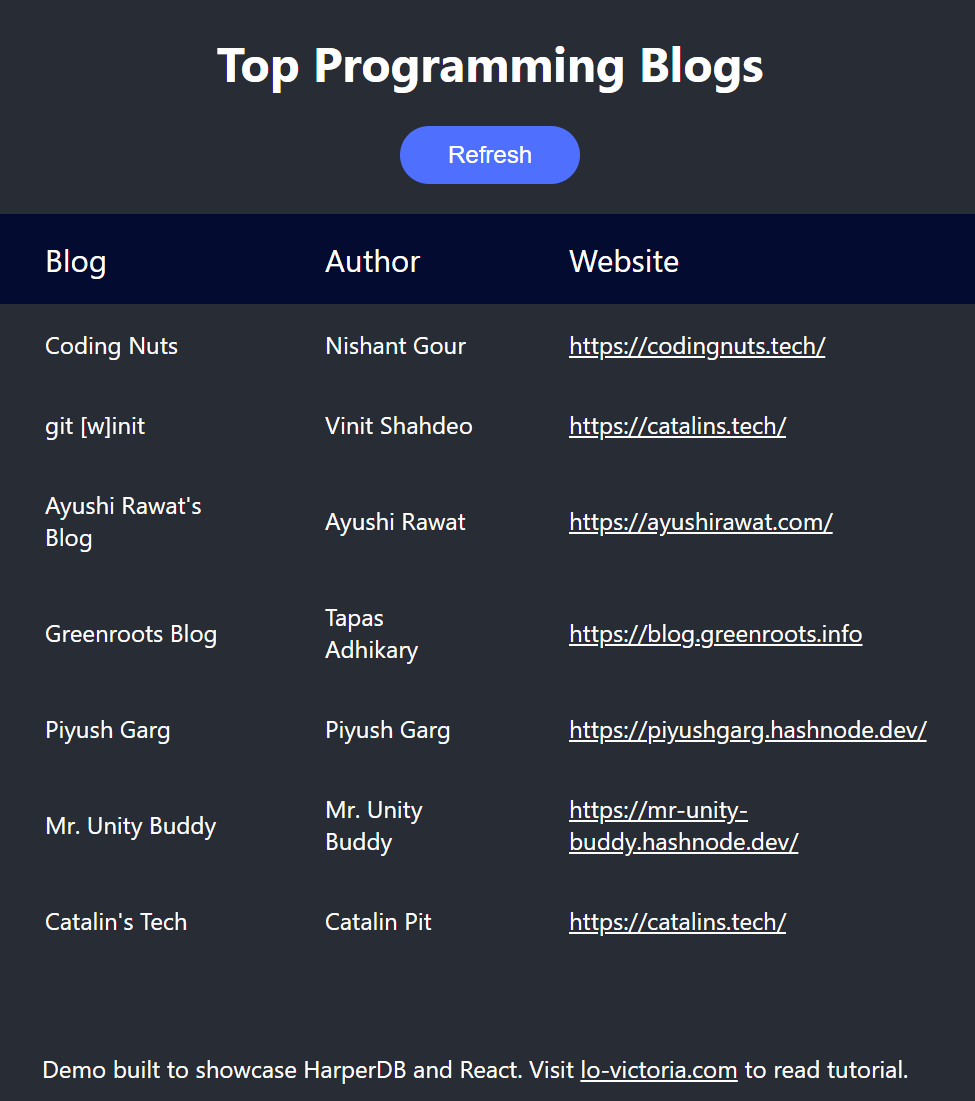 Top Programming Blogs
Refresh
Blog Author Website
Coding Nuts Nishant Gour https://codingnuts.tech/
git [w]init Vinit Shahdeo https://catalins.tech/
Ayushi Rawat's
Blog
Ayushi Rawat https://ayushirawat.com/
Greenroots Blog
Tapas
Adhikary
https://blog.greenroots.info
Piyush Garg Piyush Garg https://piyushgarg.hashnode.dev/
Mr. Unity Buddy
Mr. Unity
Buddy
https://mr-unity-
buddy.hashnode.dev/
Catalin's Tech Catalin Pit https://catalins.tech/
Demo built to showcase HarperDB and React. Visit lo-victoria.com to read tutorial.